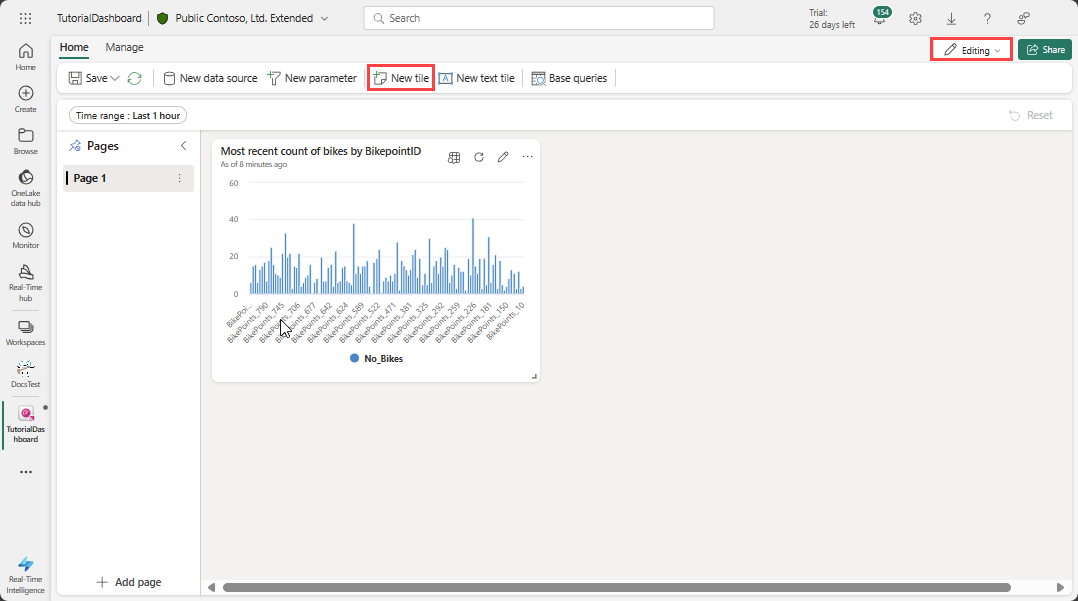 TutorialDashboard
Public Contoso, Ltd. Extended
Search
Trial:
26 days left
154
Home
Manage
Editing
Share
Save
New data source
New parameter
New tile
New text tile
Base queries
Time range : Last 1 hour
Reset
Home
Create
Browse
OneLake
data hub
Monitor
Real-Time
hub
Workspaces
DocsTest
TutorialDas
hboard
Real-Time
Intelligence
Pages
Page 1
Add page
Most recent count of bikes by BikepointID
As of 8 minutes ago
60
40
20
0
BikePoi...
BikePoints_790
BikePoints_745
BikePoints_706
BikePoints_677
BikePoints_642
BikePoints_624
BikePoints_589
BikePoints_522
BikePoints_471
BikePoints_381
BikePoints_325
BikePoints_292
BikePoints_259
BikePoints_226
BikePoints_181
BikePoints_150
BikePoints_10
No_Bikes